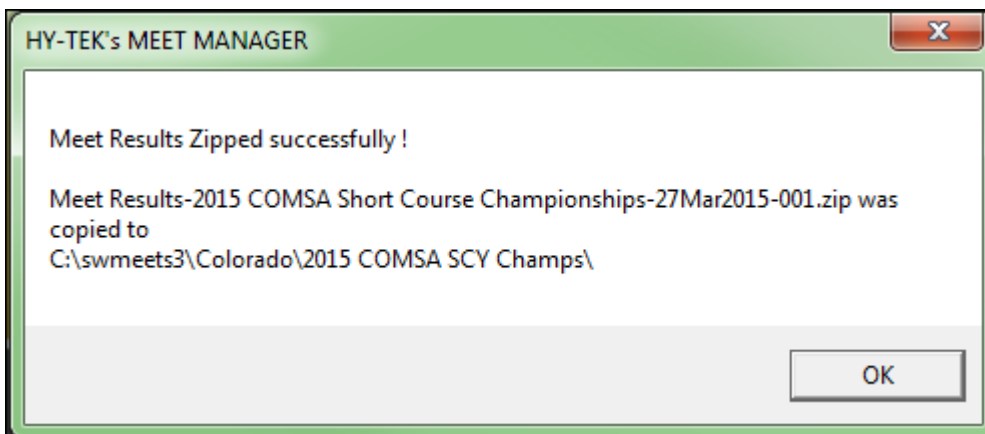 HY-TEK's MEET MANAGER
Meet Results Zipped successfully !
Meet Results-2015 COMSA Short Course Championships-27Mar2015-001.zip was
copied to
C:\swmeets3\Colorado\2015 COMSA SCY Champs\
OK